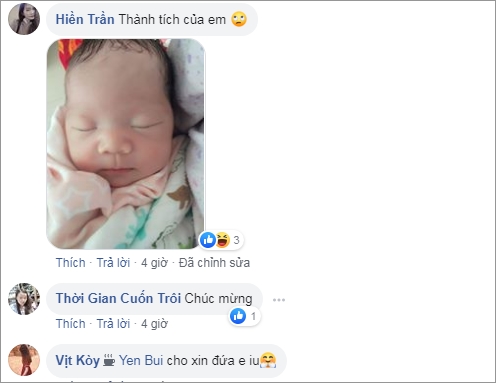 Hiền Trần Thành tích của em 🙄
3
Thích · Trả lời · 4 giờ · Đã chỉnh sửa
Thời Gian Cuốn Trôi Chúc mừng
Thích · Trả lời · 4 giờ
1
Vịt Kòy ☕ Yen Bui cho xin đứa e iu😤